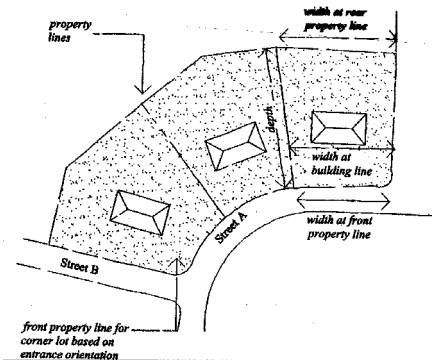 width at rear
property line
property
lines
depth
width at
building line
Street A
width at front
property line
Street B
front property line for
corner lot based on
entrance orientation